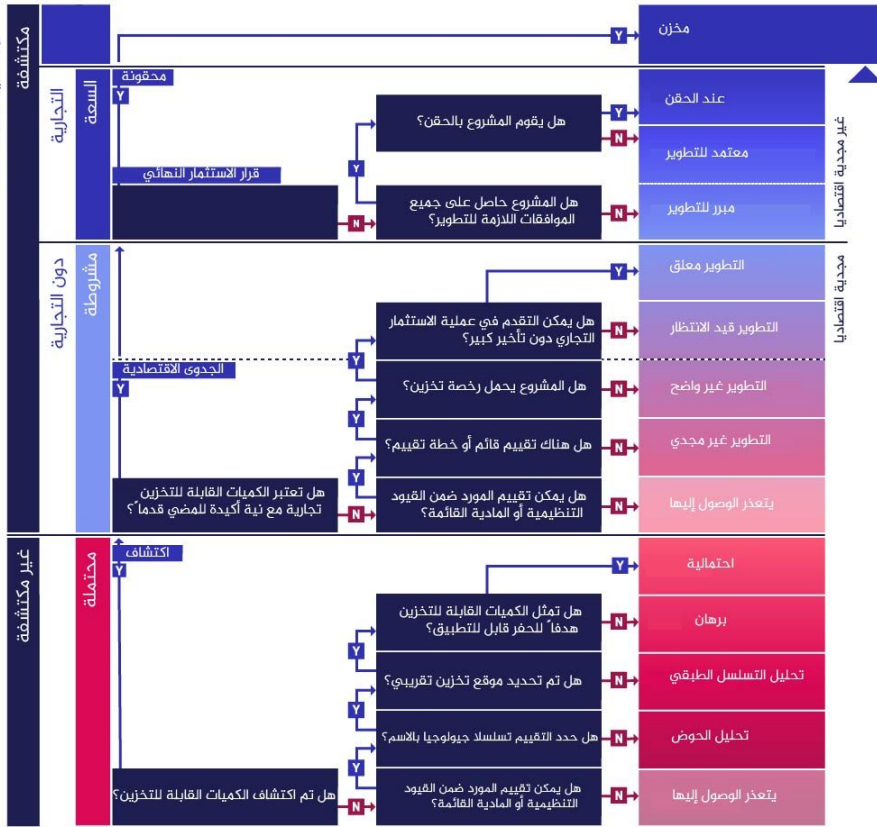 مكتشفة
Y
مخزن
التجارية
السعة
محقونة
Y
هل يقوم المشروع بالحقن؟
Y
عند الحقن
N
معتمد للتطوير
قرار الاستثمار النهائي
Y
N
هل المشروع حاصل على جميع
الموافقات اللازمة للتطوير؟
N
مبرر للتطوير
غير مجدية اقتصاديا
دون التجارية
مشروطة
Y
التطوير معلق
هل يمكن التقدم في عملية الاستثمار
التجاري دون تأخير كبير؟
N
التطوير قيد الانتظار
مجدية اقتصاديا
الجدوى الاقتصادية
Y
Y
هل المشروع يحمل رخصة تخزين؟
N
التطوير غير واضح
Y
هل هناك تقييم قائم أو خطة تقييم؟
N
التطوير غير مجدي
Y
هل تعتبر الكميات القابلة للتخزين
تجارية مع نية أكيدة للمضي قدماً؟
N
هل يمكن تقييم المورد ضمن القيود
التنظيمية أو المادية القائمة؟
N
يتعذر الوصول إليها
غير مكتشفة
محتملة
اكتشاف
Y
Y
احتمالية
هل تمثل الكميات القابلة للتخزين
هدفاً للحفر قابل للتطبيق؟
N
برهان
Y
هل تم تحديد موقع تخزين تقريبي؟
N
تحليل التسلسل الطبقي
Y
هل حدد التقييم تسلسلا جيولوجيا بالاسم؟
N
تحليل الحوض
Y
هل تم اكتشاف الكميات القابلة للتخزين؟
N
هل يمكن تقييم المورد ضمن القيود
التنظيمية أو المادية القائمة؟
N
يتعذر الوصول إليها